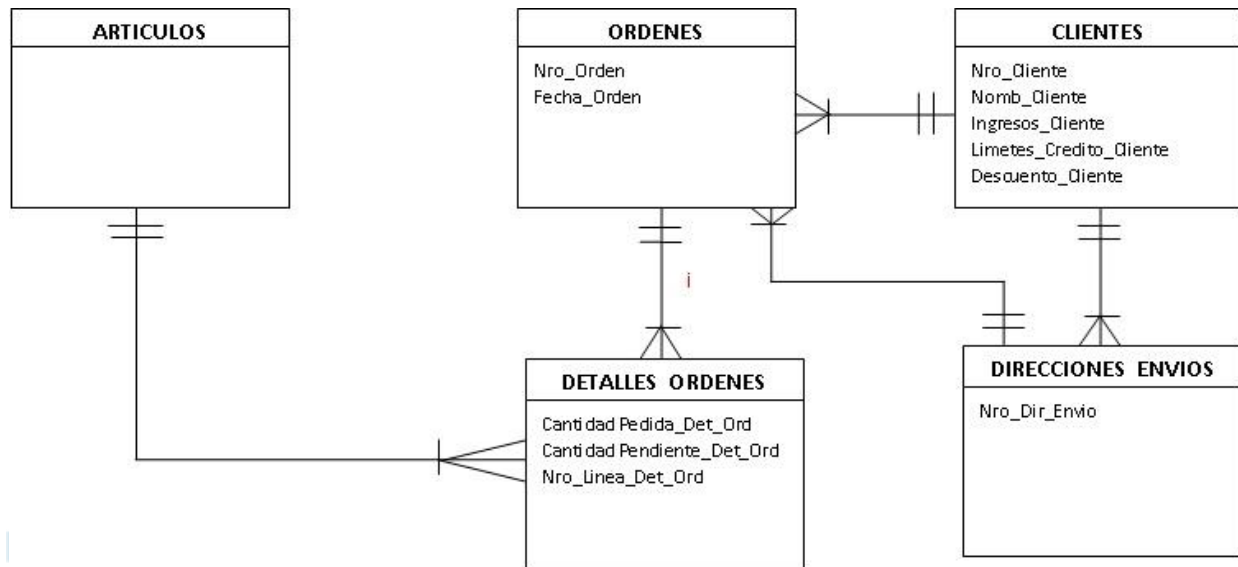 ARTICULOS
ORDENES
Nro_Orden
Fecha_Orden
CLIENTES
Nro_Cliente
Nomb_Cliente
Ingresos_Cliente
Limetes_Credito_Cliente
Descuento_Cliente
i
DETALLES ORDENES
Cantidad Pedida_Det_Ord
Cantidad Pendiente_Det_Ord
Nro_Linea_Det_Ord
DIRECCIONES ENVIOS
Nro_Dir_Envio